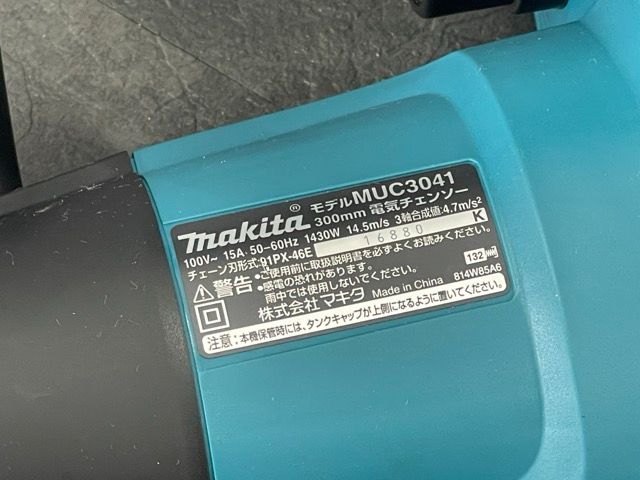 makita® モデルMUC3041
300mm 電気チェンソー
100V~ 15A・50-60Hz 1430W 14.5m/s 3軸合成値:4.7m/s²
チェーン刃形式:91PX-46E 16880 K
警告 ●ご使用前に取扱説明書を必ずよくお読みください。
●感電の恐れがあります。
雨中では使用しないでください。 132
株式会社マキタ Made in China 814W85A6
注意:本機保管時には、タンクキャップが上側になるように置いてください。